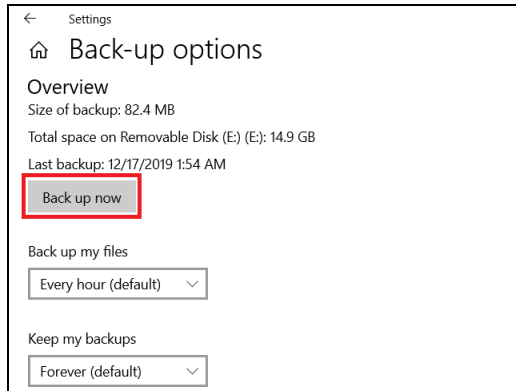 Settings
Back-up options
Overview
Size of backup: 82.4 MB
Total space on Removable Disk (E:) (E:): 14.9 GB
Last backup: 12/17/2019 1:54 AM
Back up now
Back up my files
Every hour (default)
Keep my backups
Forever (default)